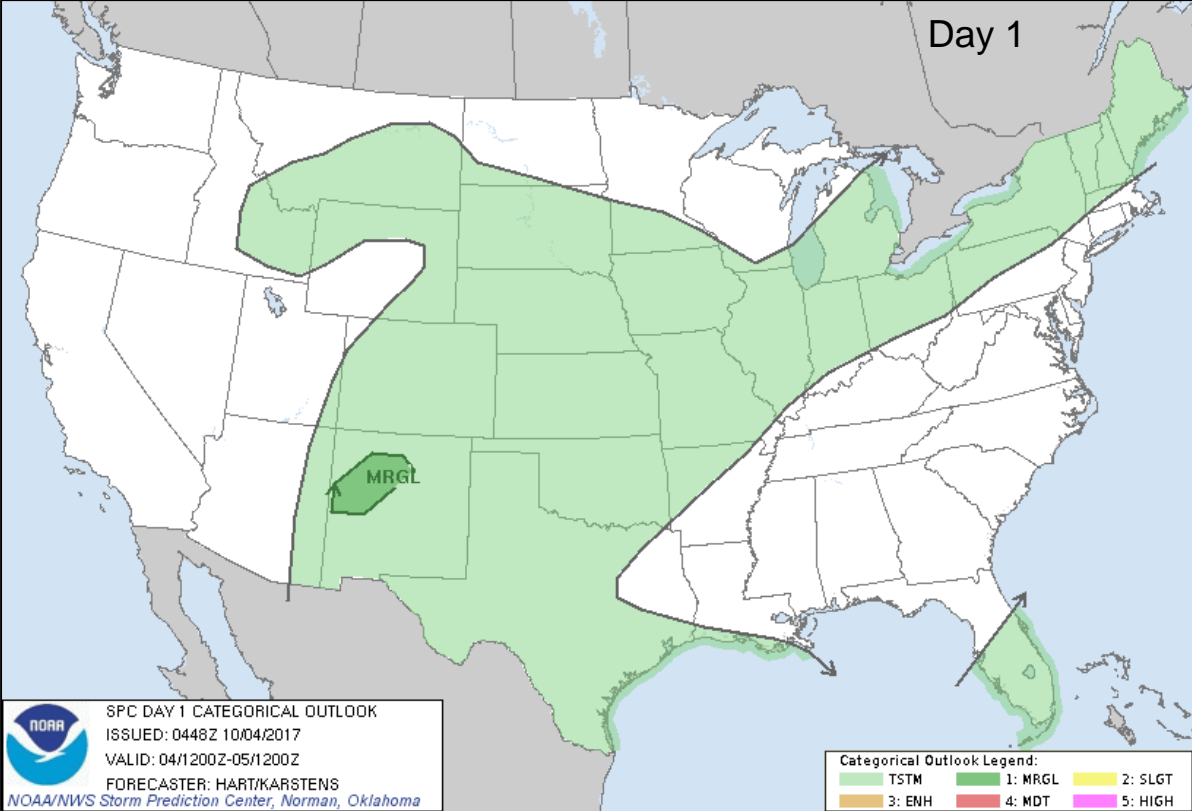 Day 1
MRGL
NOAA
SPC DAY 1 CATEGORICAL OUTLOOK
ISSUED: 0448Z 10/04/2017
VALID: 04/1200Z-05/1200Z
FORECASTER: HART/KARSTENS
NOAA/NWS Storm Prediction Center, Norman, Oklahoma
Categorical Outlook Legend:
TSTM 1: MRGL 2: SLGT
3: ENH 4: MDT 5: HIGH